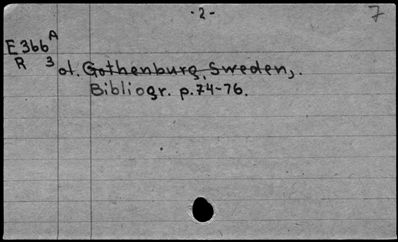 -2-
7
E366 A
R 3 ol. Gothenburg, Sweden,.
Bibliogr. p.74-76.